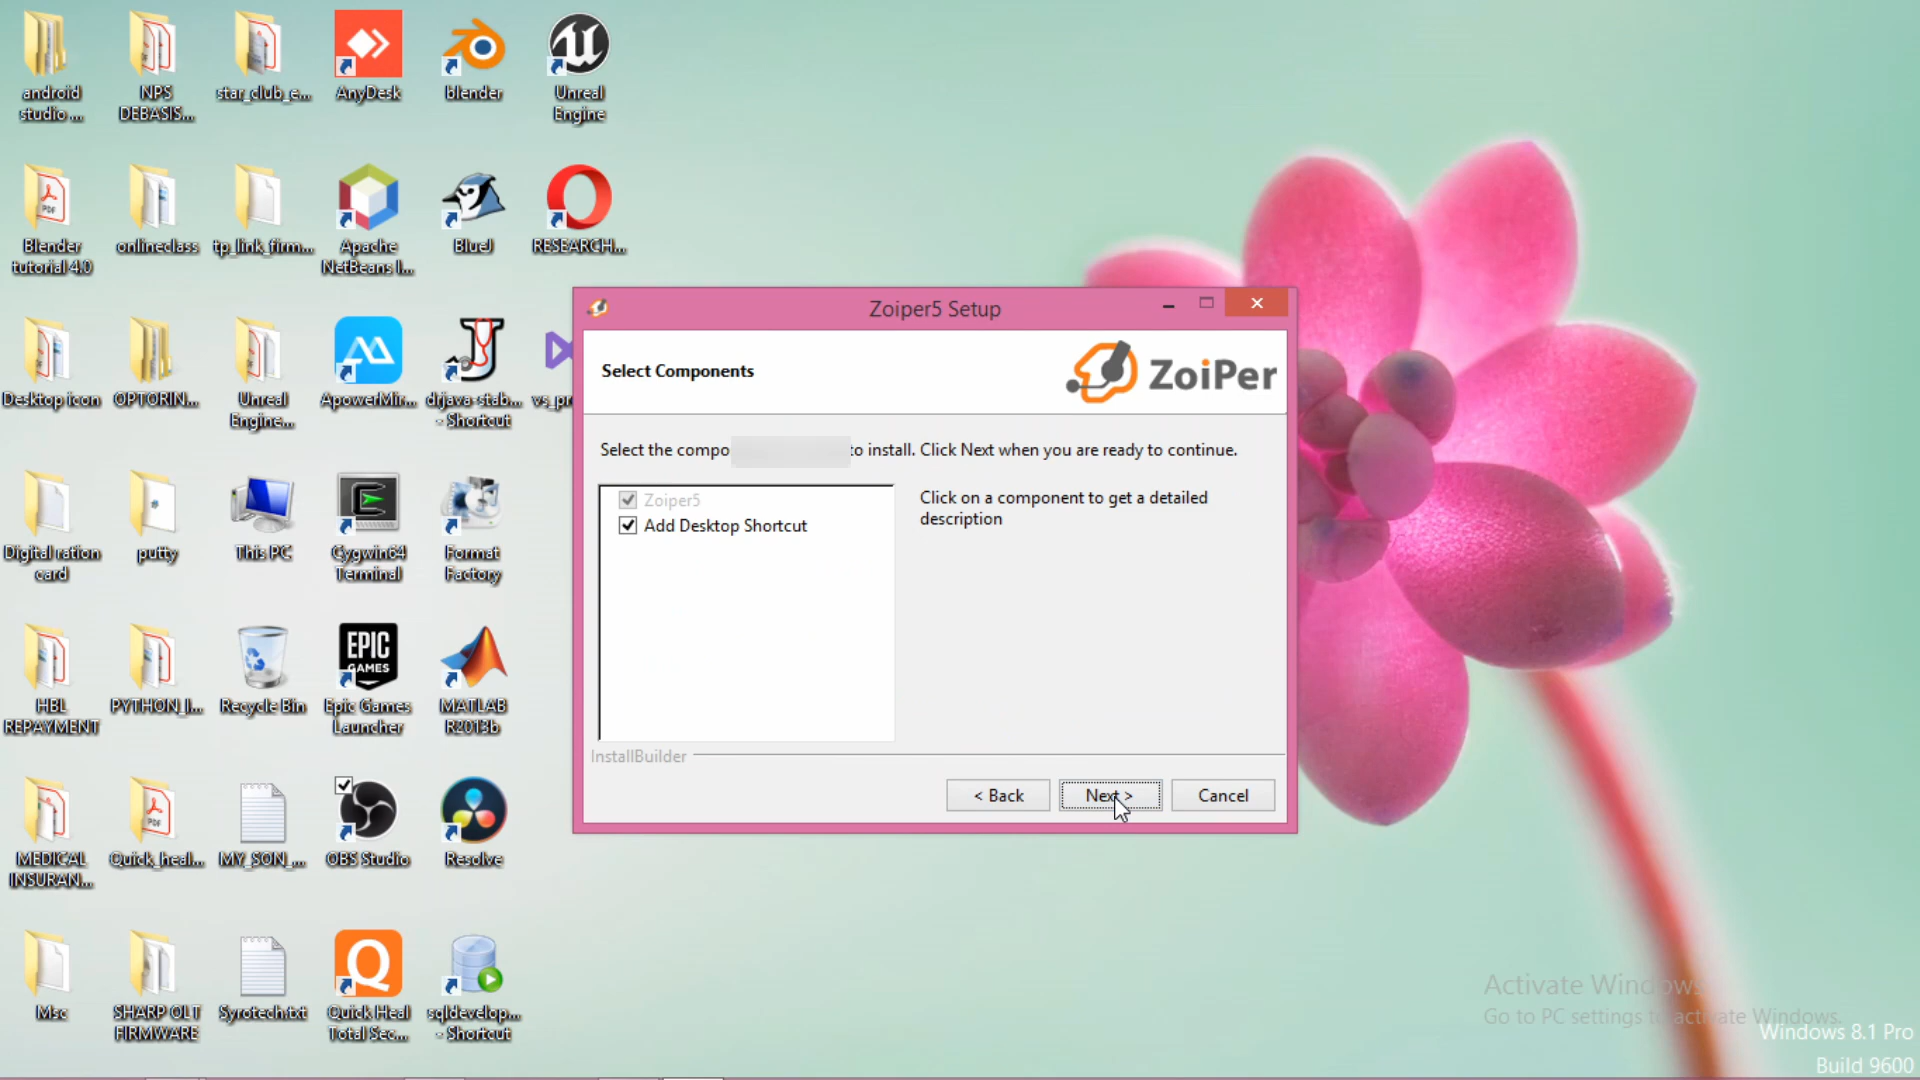 android
studio ...
NPS
DEBASIS...
star_club_e...
AnyDesk
blender
Unreal
Engine
Blender
tutorial 4.0
onlineclass
tp_link_firm...
Apache
NetBeans I...
BlueJ
RESEARCH...
Desktop icon
OPTORIN...
Unreal
Engine...
ApowerMir...
drjava-stab...
- Shortcut
vs_pr
Digital ration
card
putty
This PC
Cygwin64
Terminal
Format
Factory
HBL
REPAYMENT
PYTHON_I...
Recycle Bin
EPIC
GAMES
Epic Games
Launcher
MATLAB
R2013b
MEDICAL
INSURAN...
Quick_heal...
MY_SON_...
OBS Studio
Resolve
Msc
SHARP OLT
FIRMWARE
Syrotech.txt
Quick Heal
Total Sec...
sqldevelop...
- Shortcut
Zoiper5 Setup
Select Components
ZoiPer
Select the compo to install. Click Next when you are ready to continue.
Zoiper5
Add Desktop Shortcut
Click on a component to get a detailed
description
InstallBuilder
< Back
Next >
Cancel
Activate Windows
Go to PC settings to activate Windows.
Windows 8.1 Pro
Build 9600